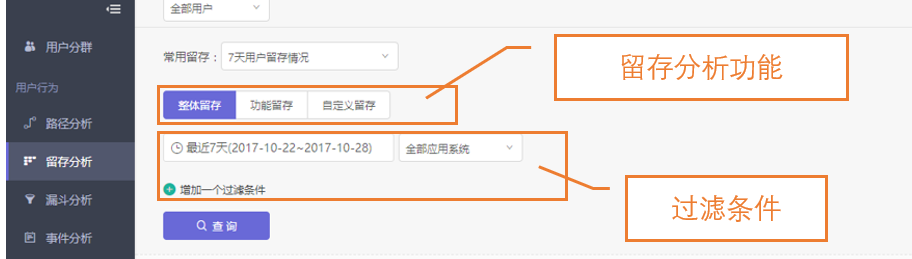 全部用户
用户分群
常用留存：
7天用户留存情况
留存分析功能
用户行为
整体留存
功能留存
自定义留存
路径分析
留存分析
最近7天(2017-10-22~2017-10-28)
全部应用系统
增加一个过滤条件
过滤条件
漏斗分析
查询
事件分析